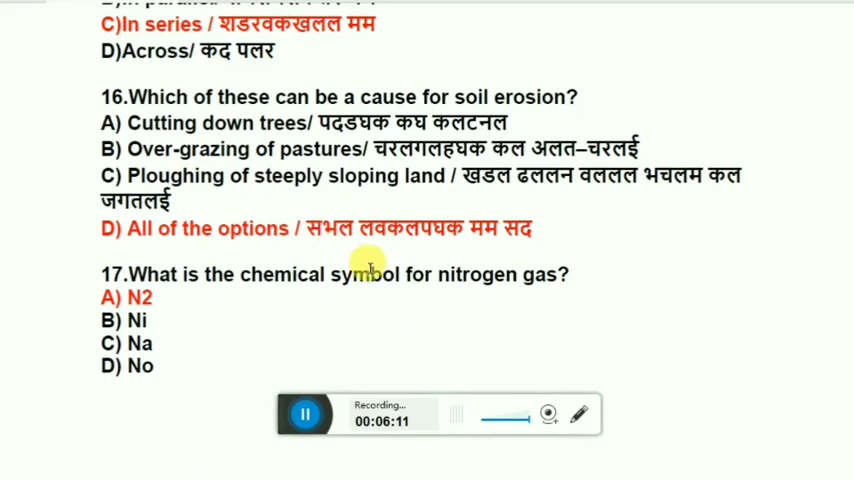 C)In series / शडरवकखलल मम
D)Across/ कद पलर
16.Which of these can be a cause for soil erosion?
A) Cutting down trees/ पदडघक कघ कलटनल
B) Over-grazing of pastures/ चरलगलहघक कल अलत–चरलई
C) Ploughing of steeply sloping land / खडल ढललन वललल भचलम कल
जगतलई
D) All of the options / सभल लवकलपघक मम सद
17.What is the chemical symbol for nitrogen gas?
A) N2
B) Ni
C) Na
D) No
Recording...
00:06:11